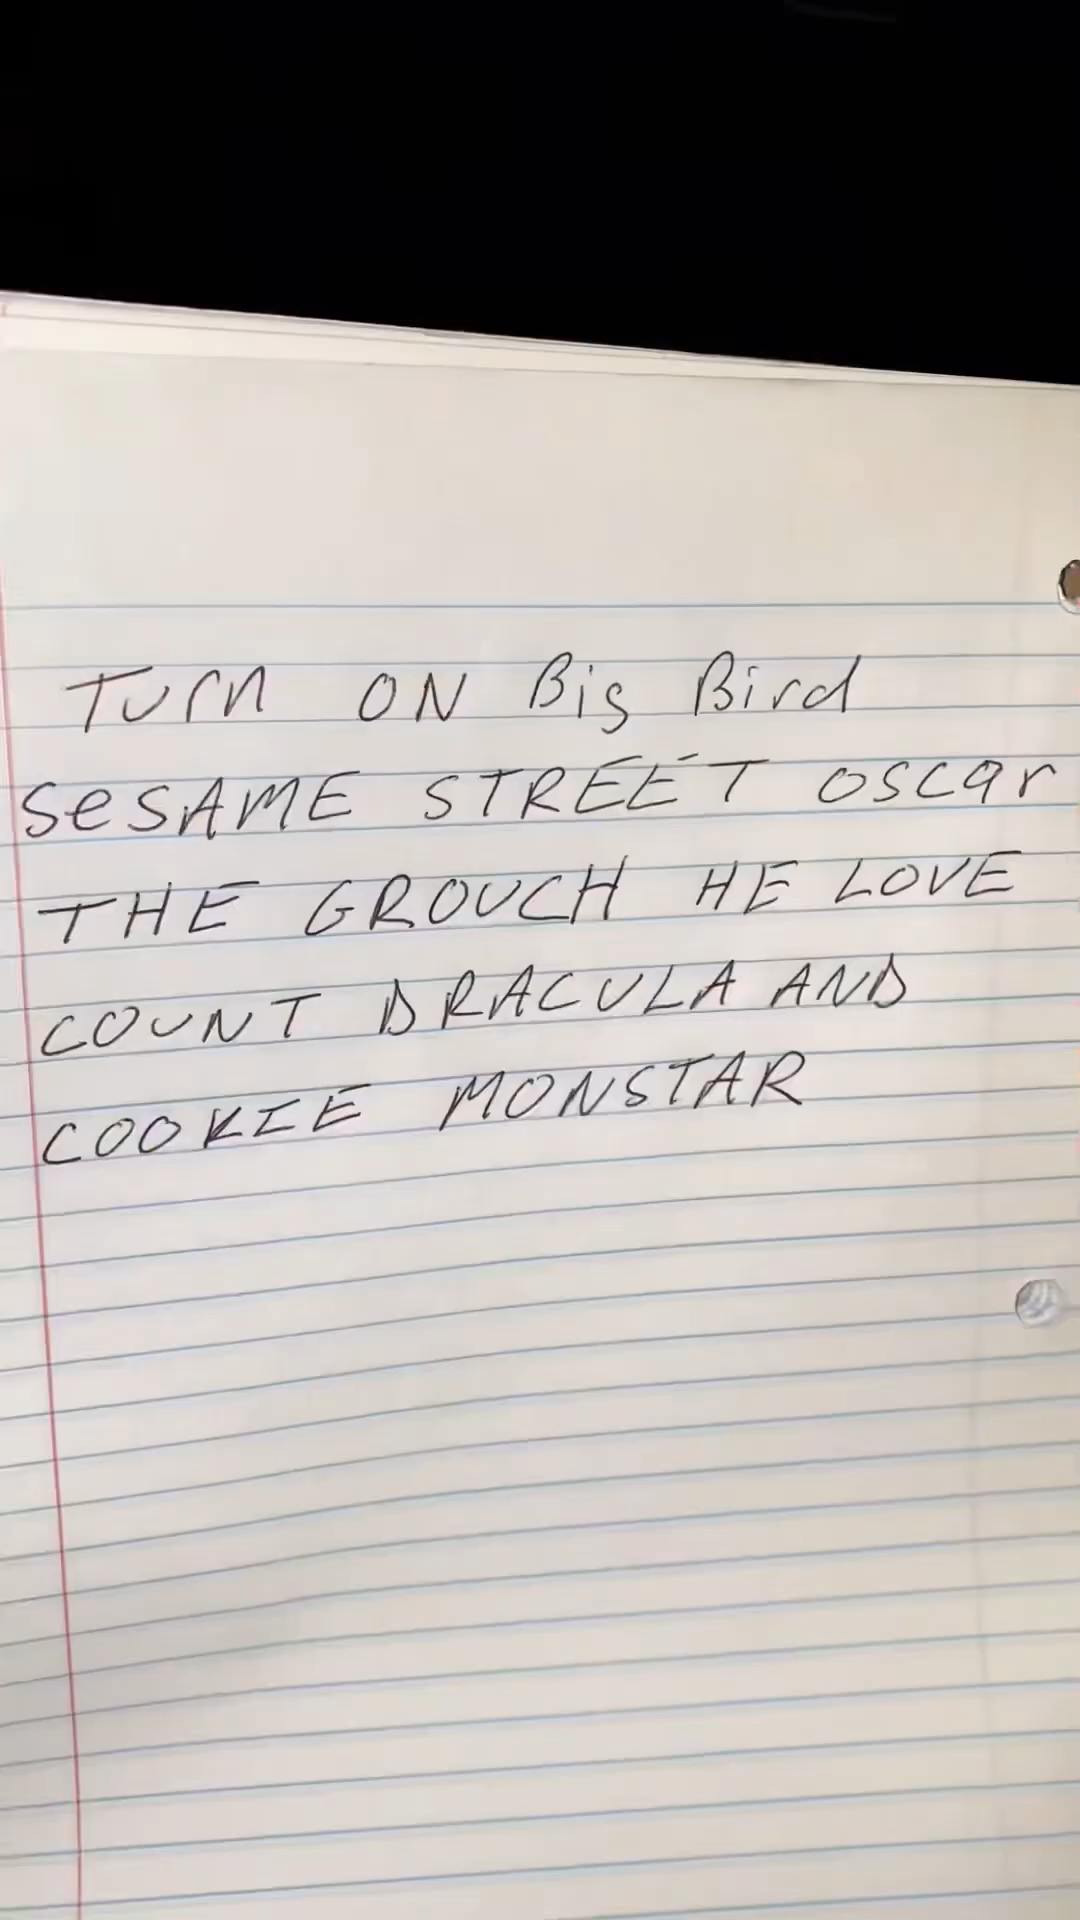 Turn ON Big Bird
SeSAME STREET OSCar
THE GROUCH HE LOVE
COUNT DRACULA AND
COOKIE MONSTAR